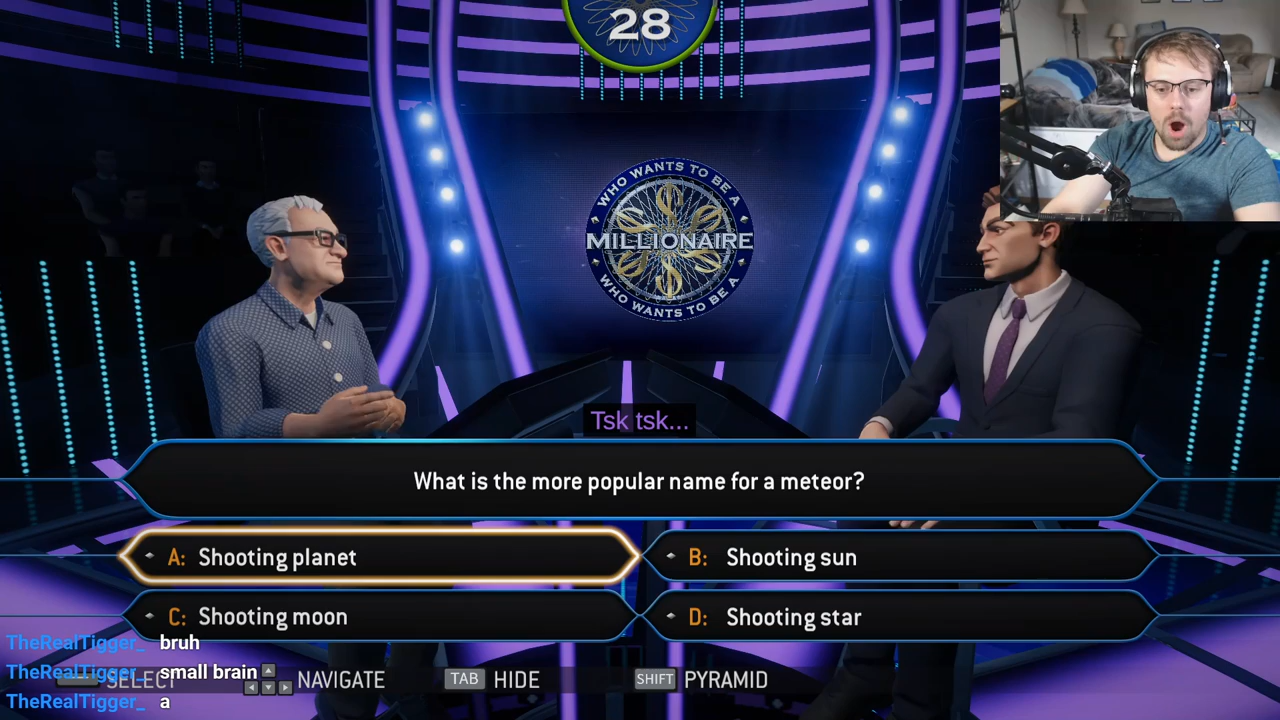 28
WHO WANTS TO BE A
MILLIONAIRE
WHO WANTS TO BE A
Tsk tsk...
What is the more popular name for a meteor?
A: Shooting planet
B: Shooting sun
C: Shooting moon
D: Shooting star
TheRealTigger_ bruh
TheRealTigger_ small brain
TheRealTigger_ a
SELECT NAVIGATE TAB HIDE SHIFT PYRAMID